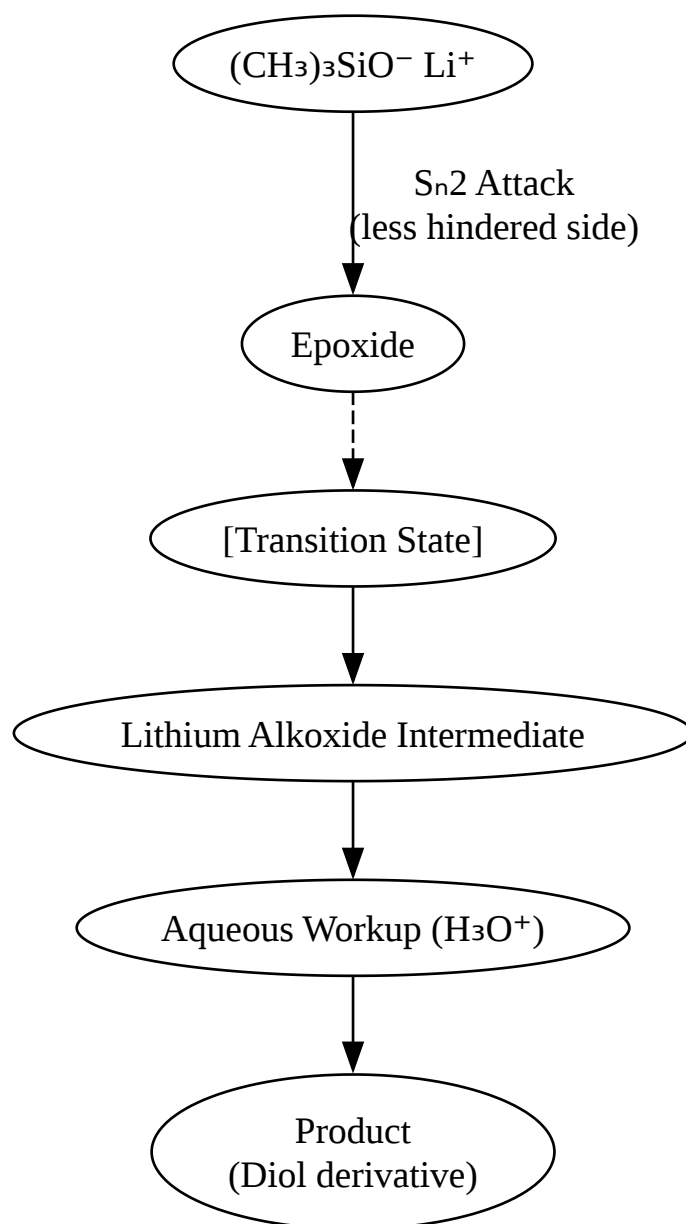 (CH₃)₃SiO⁻ Li⁺
Sₙ2 Attack
(less hindered side)
Epoxide
[Transition State]
Lithium Alkoxide Intermediate
Aqueous Workup (H₃O⁺)
Product
(Diol derivative)